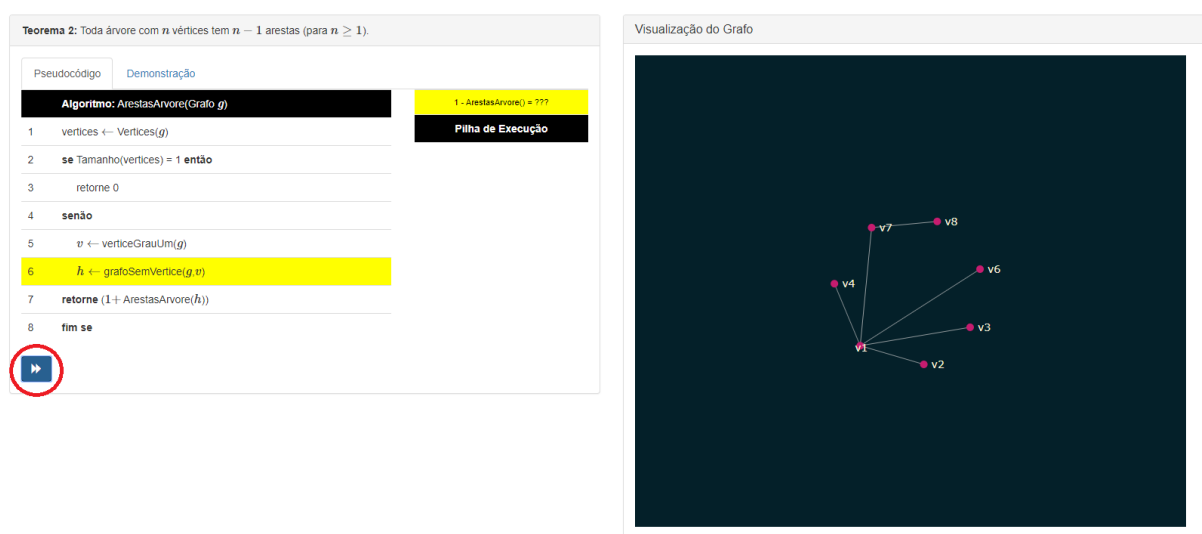 Teorema 2: Toda árvore com n vértices tem n − 1 arestas (para n ≥ 1).
Pseudocódigo
Demonstração
Algoritmo: ArestasArvore(Grafo g)
1 vertices ← Vertices(g)
2 se Tamanho(vertices) = 1 então
3 retorne 0
4 senão
5 v ← verticeGrauUm(g)
6 h ← grafoSemVertice(g,v)
7 retorne (1+ ArestasArvore(h))
8 fim se
1 - ArestasArvore() = ???
Pilha de Execução
Visualização do Grafo
v8
v7
v6
v4
v3
v1
v2